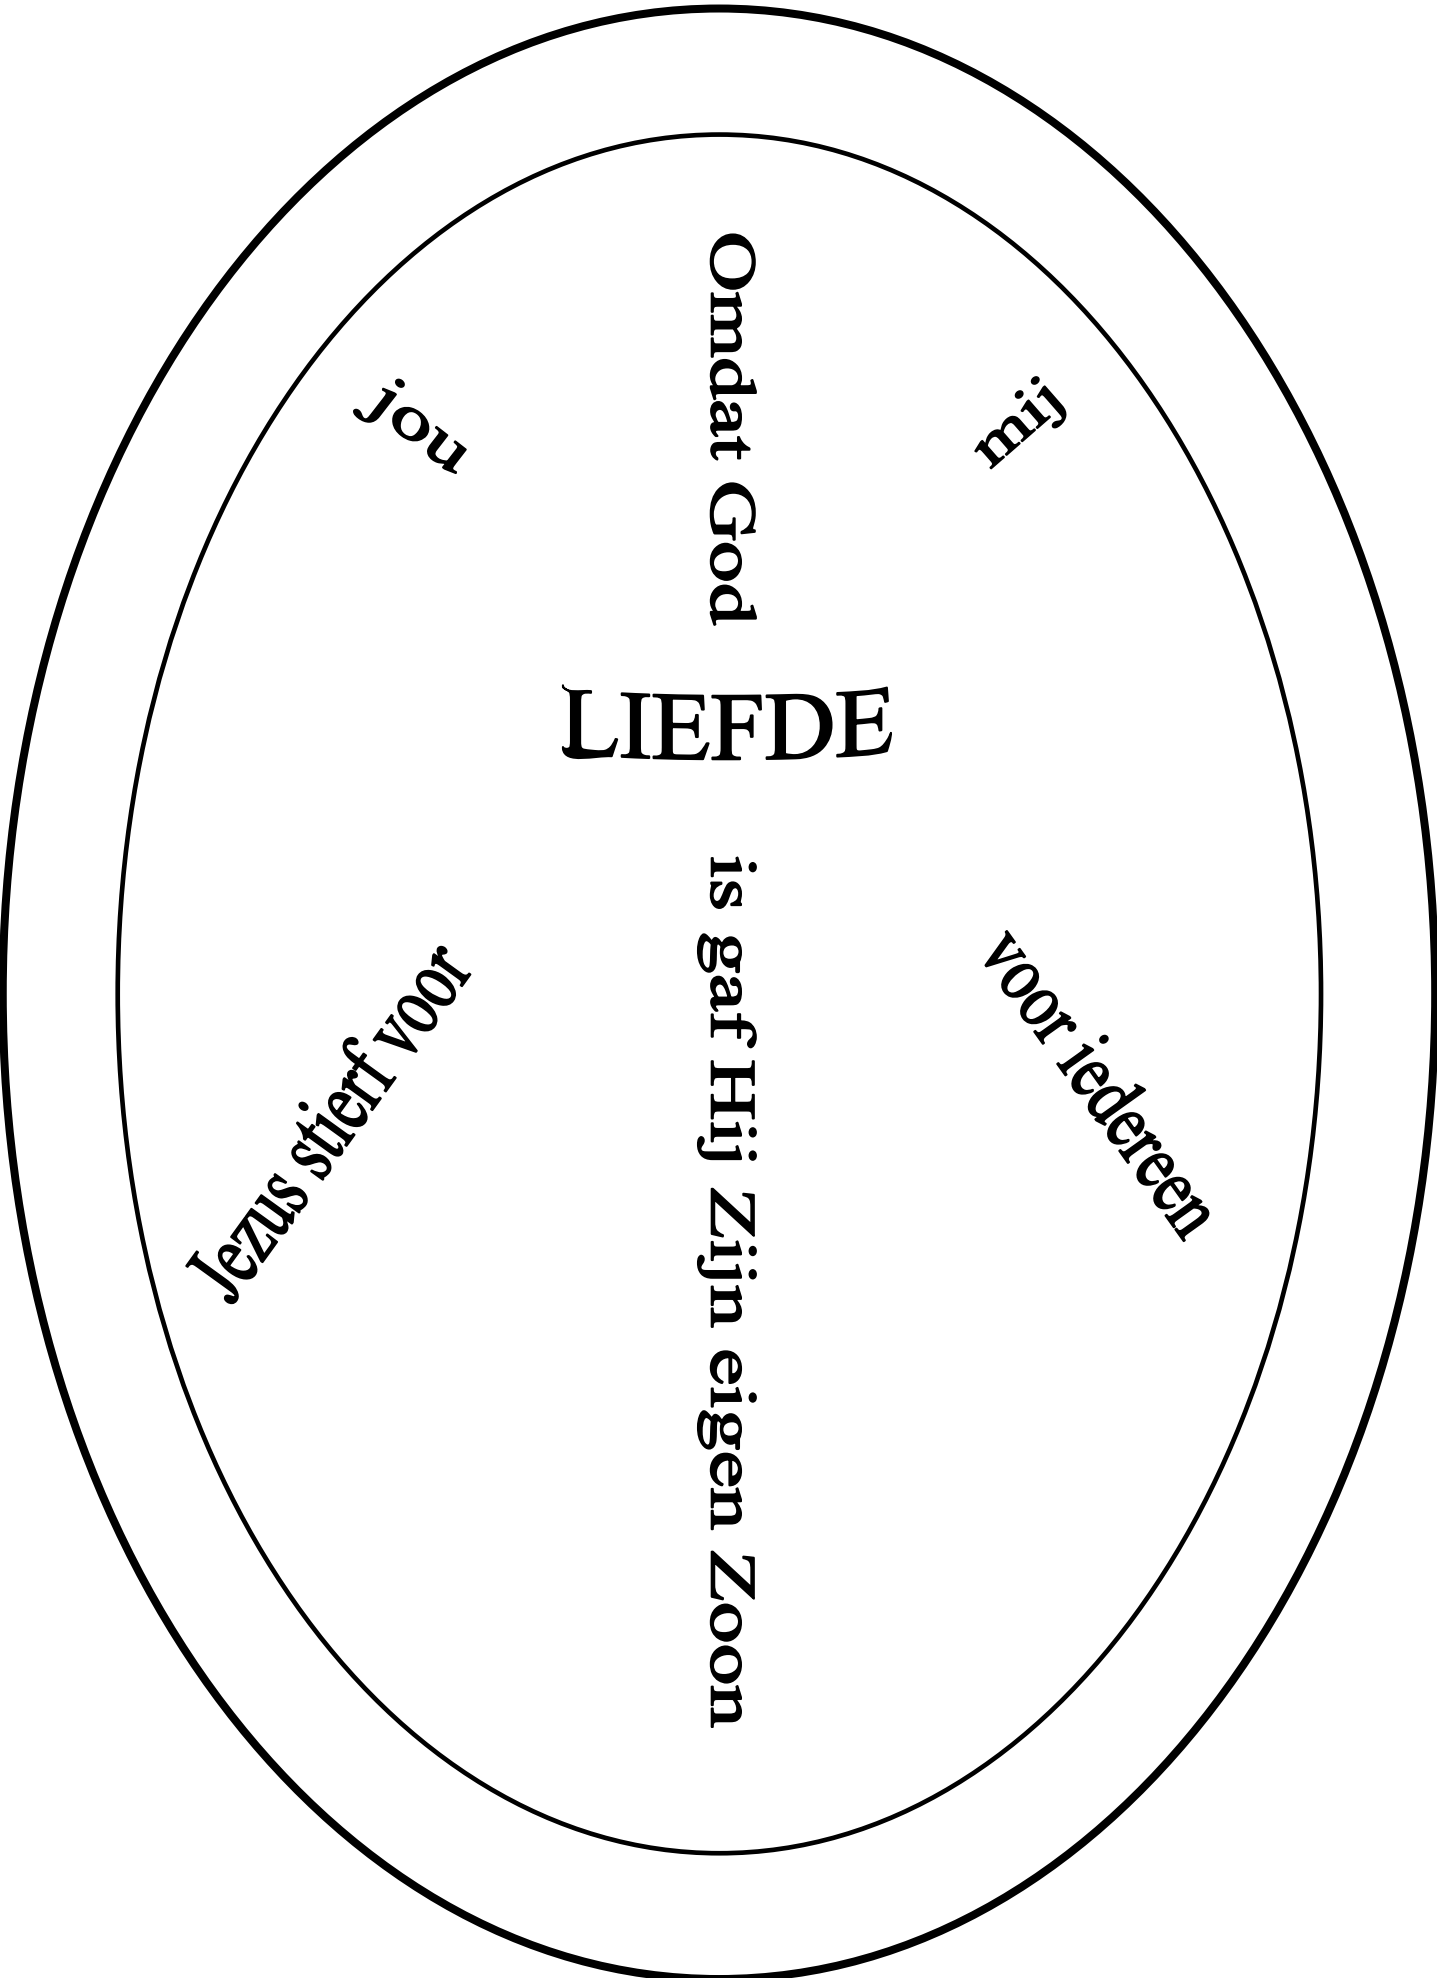 Omdat God
jou
mij
LIEFDE
is gaf Hij Zijn eigen Zoon
Jezus stierf voor
voor iedereen